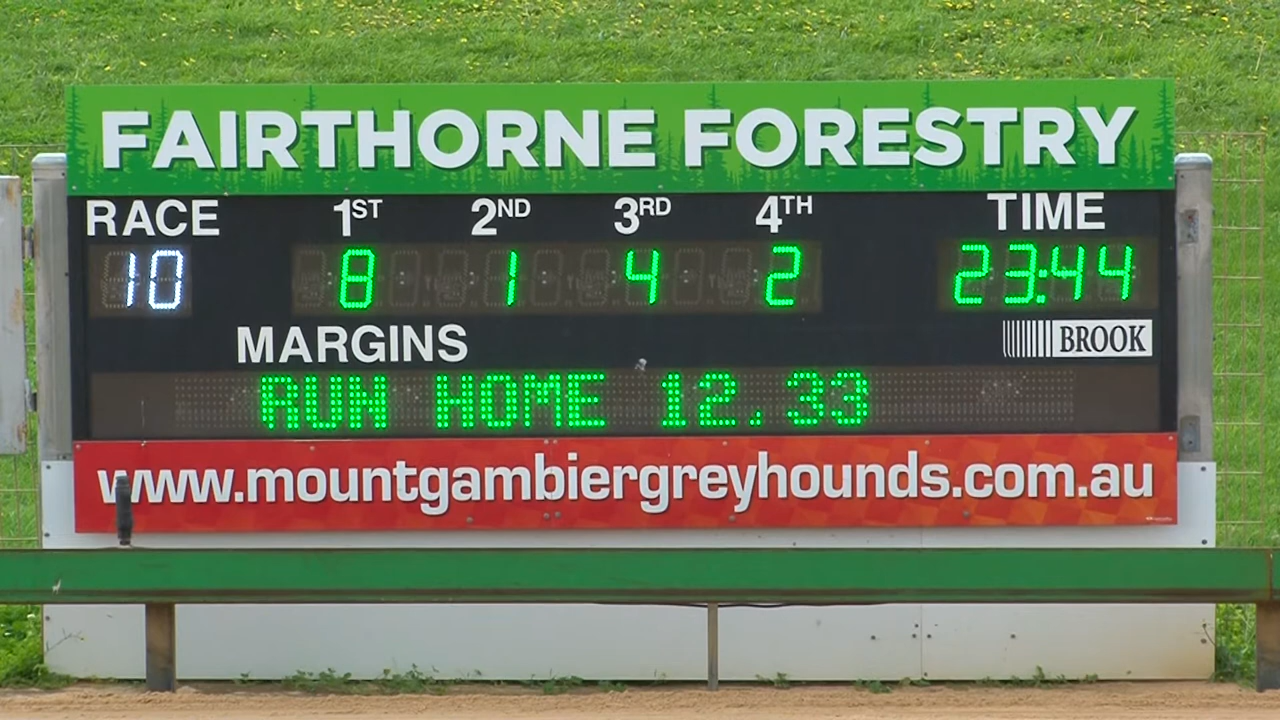 FAIRTHORNE FORESTRY
RACE 1ST 2ND 3RD 4TH TIME
10 8 1 4 2 23:44
MARGINS BROOK
RUN HOME 12.33
www.mountgambiergreyhounds.com.au